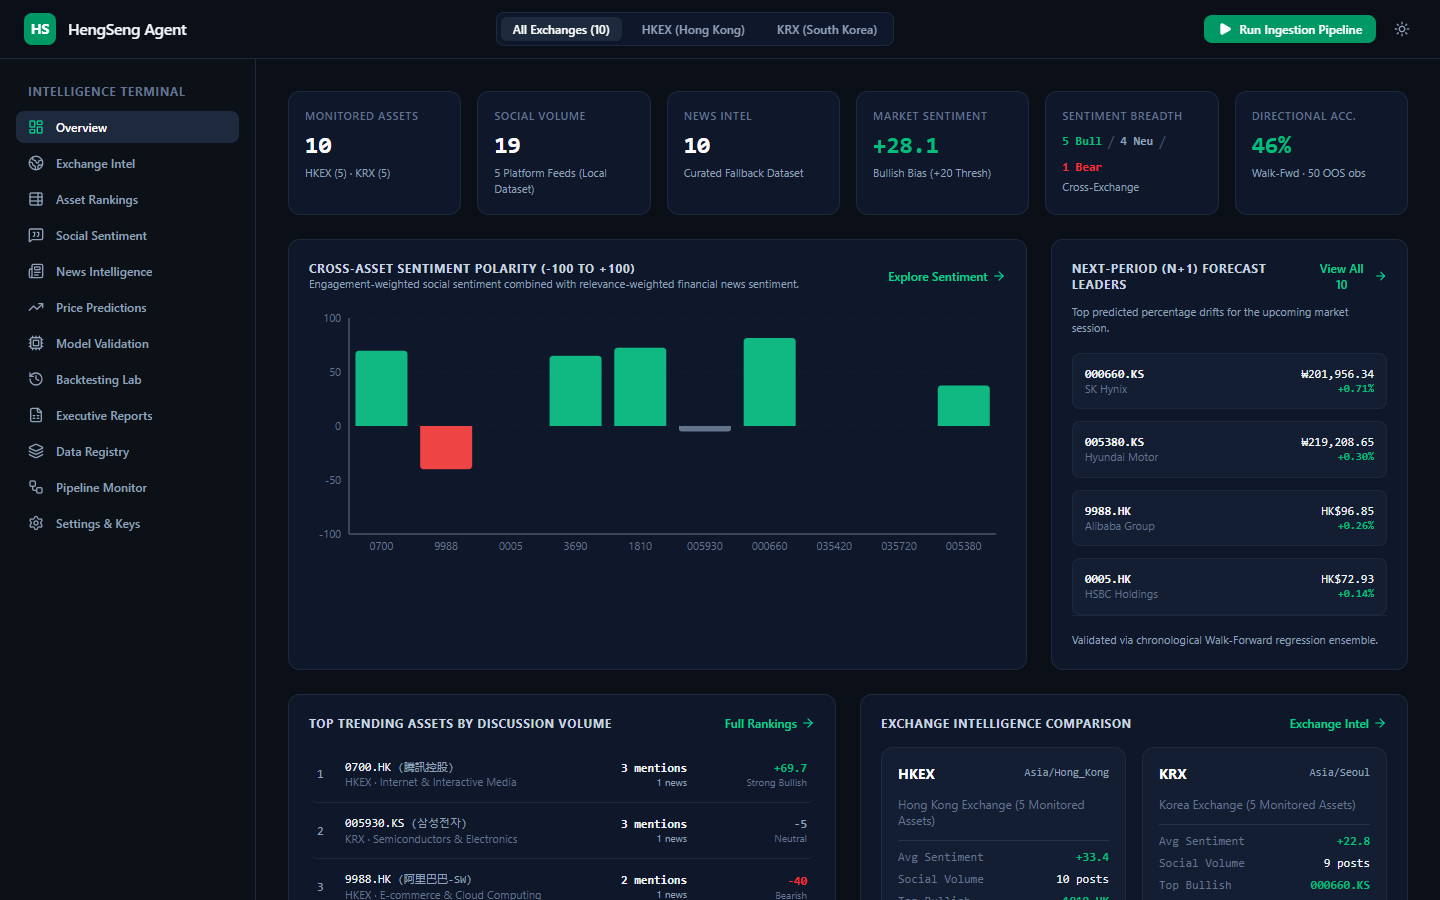 HS
HengSeng Agent
All Exchanges (10)
HKEX (Hong Kong)
KRX (South Korea)
Run Ingestion Pipeline
INTELLIGENCE TERMINAL
Overview
Exchange Intel
Asset Rankings
Social Sentiment
News Intelligence
Price Predictions
Model Validation
Backtesting Lab
Executive Reports
Data Registry
Pipeline Monitor
Settings & Keys
MONITORED ASSETS
10
HKEX (5) · KRX (5)
SOCIAL VOLUME
19
5 Platform Feeds (Local
Dataset)
NEWS INTEL
10
Curated Fallback Dataset
MARKET SENTIMENT
+28.1
Bullish Bias (+20 Thresh)
SENTIMENT BREADTH
5 Bull / 4 Neu /
1 Bear
Cross-Exchange
DIRECTIONAL ACC.
46%
Walk-Fwd · 50 OOS obs
CROSS-ASSET SENTIMENT POLARITY (-100 TO +100)
Engagement-weighted social sentiment combined with relevance-weighted financial news sentiment.
Explore Sentiment →
100
50
0
-50
-100
0700
9988
0005
3690
1810
005930
000660
035420
035720
005380
NEXT-PERIOD (N+1) FORECAST
LEADERS
View All
10 →
Top predicted percentage drifts for the upcoming market
session.
000660.KS
₩201,956.34
SK Hynix
+0.71%
005380.KS
₩219,208.65
Hyundai Motor
+0.30%
9988.HK
HK$96.85
Alibaba Group
+0.26%
0005.HK
HK$72.93
HSBC Holdings
+0.14%
Validated via chronological Walk-Forward regression ensemble.
TOP TRENDING ASSETS BY DISCUSSION VOLUME
Full Rankings →
1
0700.HK (騰訊控股)
3 mentions
+69.7
HKEX · Internet & Interactive Media
1 news
Strong Bullish
2
005930.KS (삼성전자)
3 mentions
-5
KRX · Semiconductors & Electronics
1 news
Neutral
3
9988.HK (阿里巴巴-SW)
2 mentions
-40
HKEX · E-commerce & Cloud Computing
1 news
Bearish
EXCHANGE INTELLIGENCE COMPARISON
Exchange Intel →
HKEX
Asia/Hong_Kong
Hong Kong Exchange (5 Monitored
Assets)
Avg Sentiment
+33.4
Social Volume
10 posts
Top Bullish
1810.HK
KRX
Asia/Seoul
Korea Exchange (5 Monitored Assets)
Avg Sentiment
+22.8
Social Volume
9 posts
Top Bullish
000660.KS